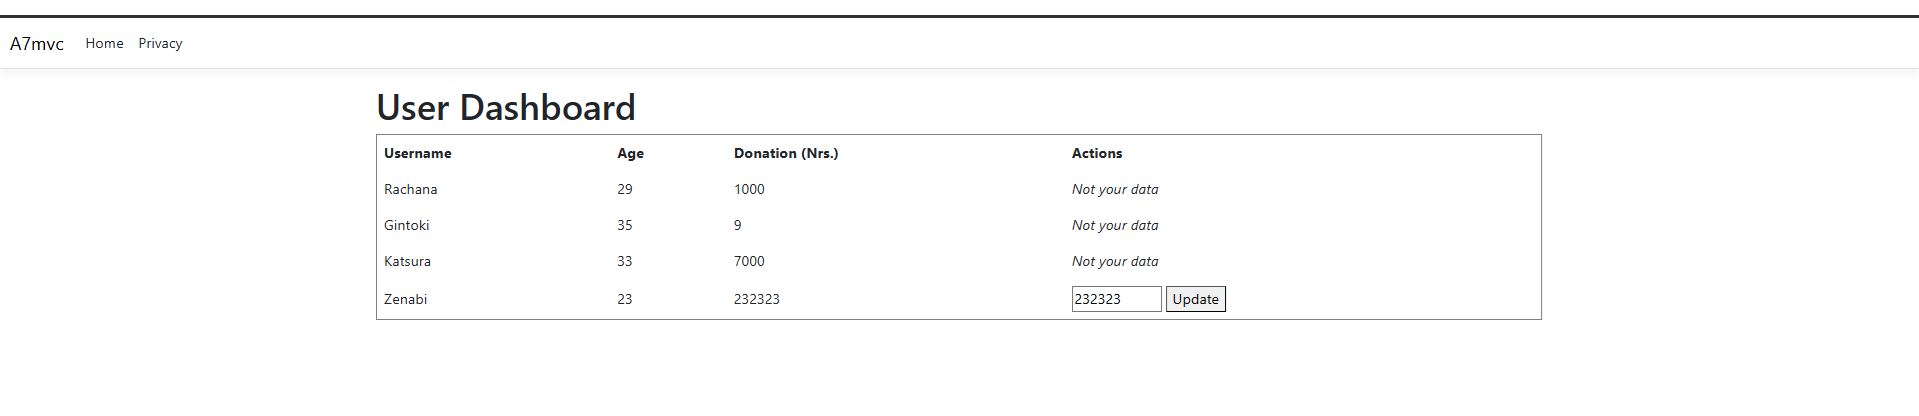 A7mvc Home Privacy
User Dashboard
Username Age Donation (Nrs.) Actions
Rachana 29 1000 Not your data
Gintoki 35 9 Not your data
Katsura 33 7000 Not your data
Zenabi 23 232323 232323 Update